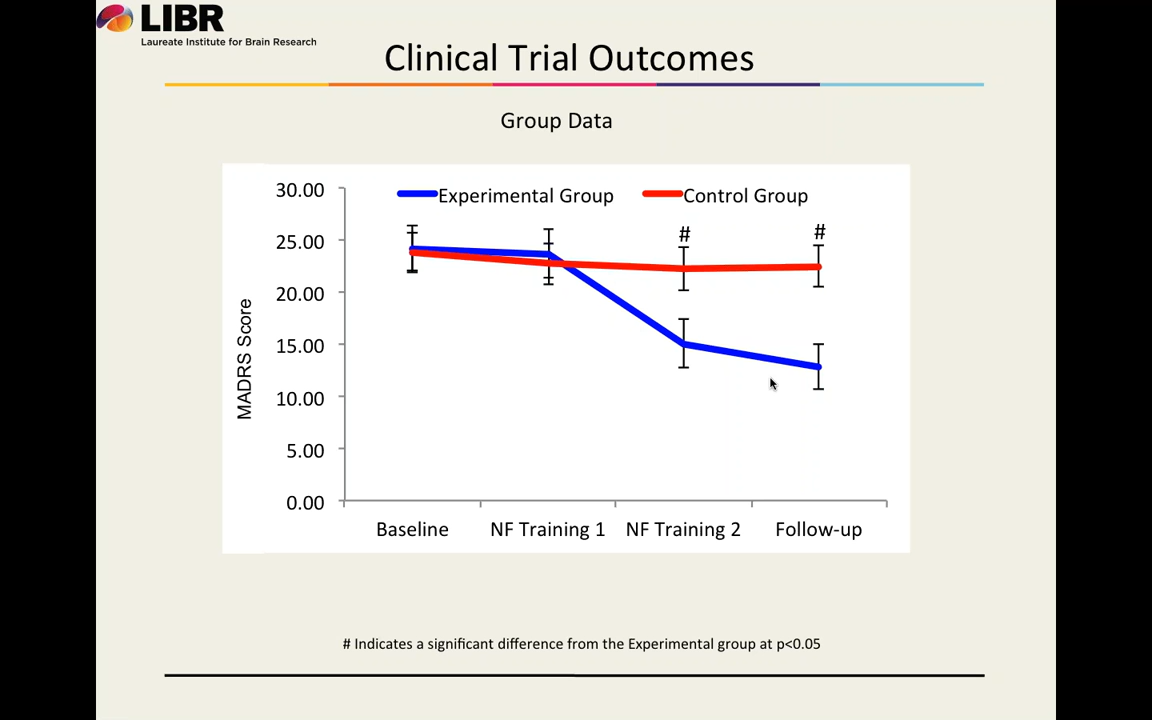 LIBR
Laureate Institute for Brain Research
Clinical Trial Outcomes
Group Data
Experimental Group
Control Group
30.00
25.00
20.00
15.00
10.00
5.00
0.00
MADRS Score
#
#
Baseline
NF Training 1
NF Training 2
Follow-up
# Indicates a significant difference from the Experimental group at p<0.05